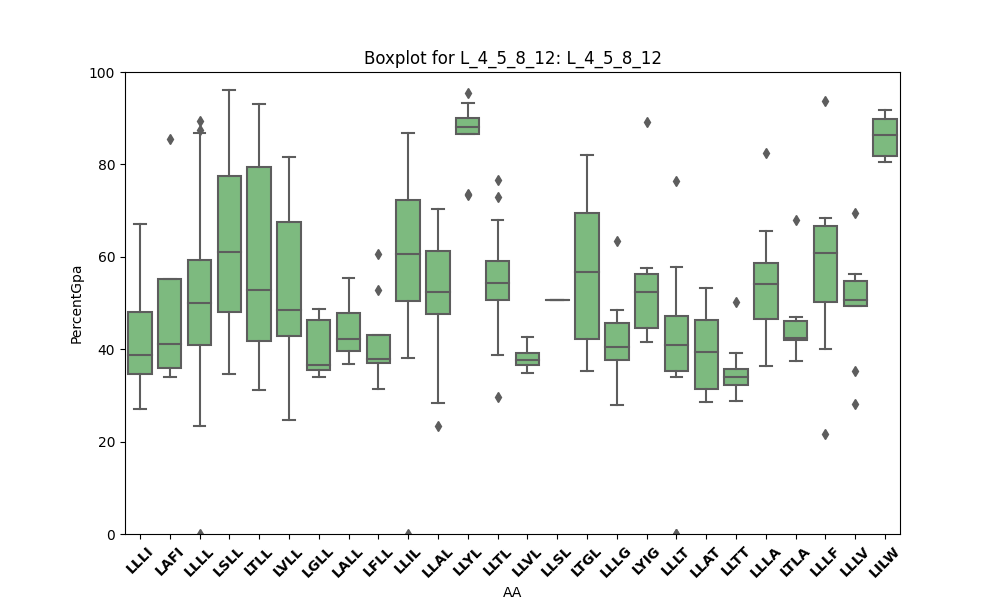 Boxplot for L_4_5_8_12: L_4_5_8_12
100
80
60
40
20
0
PercentGpa
LLLI LAFI LLLL LSLL LTLL LVLL LGLL LALL LFLL LLIL LLAL LLYL LLTL LLVL LLSL LTGL LLLG LYIG LLLT LLAT LLTT LLLA LTLA LLLF LLLV LILW
AA